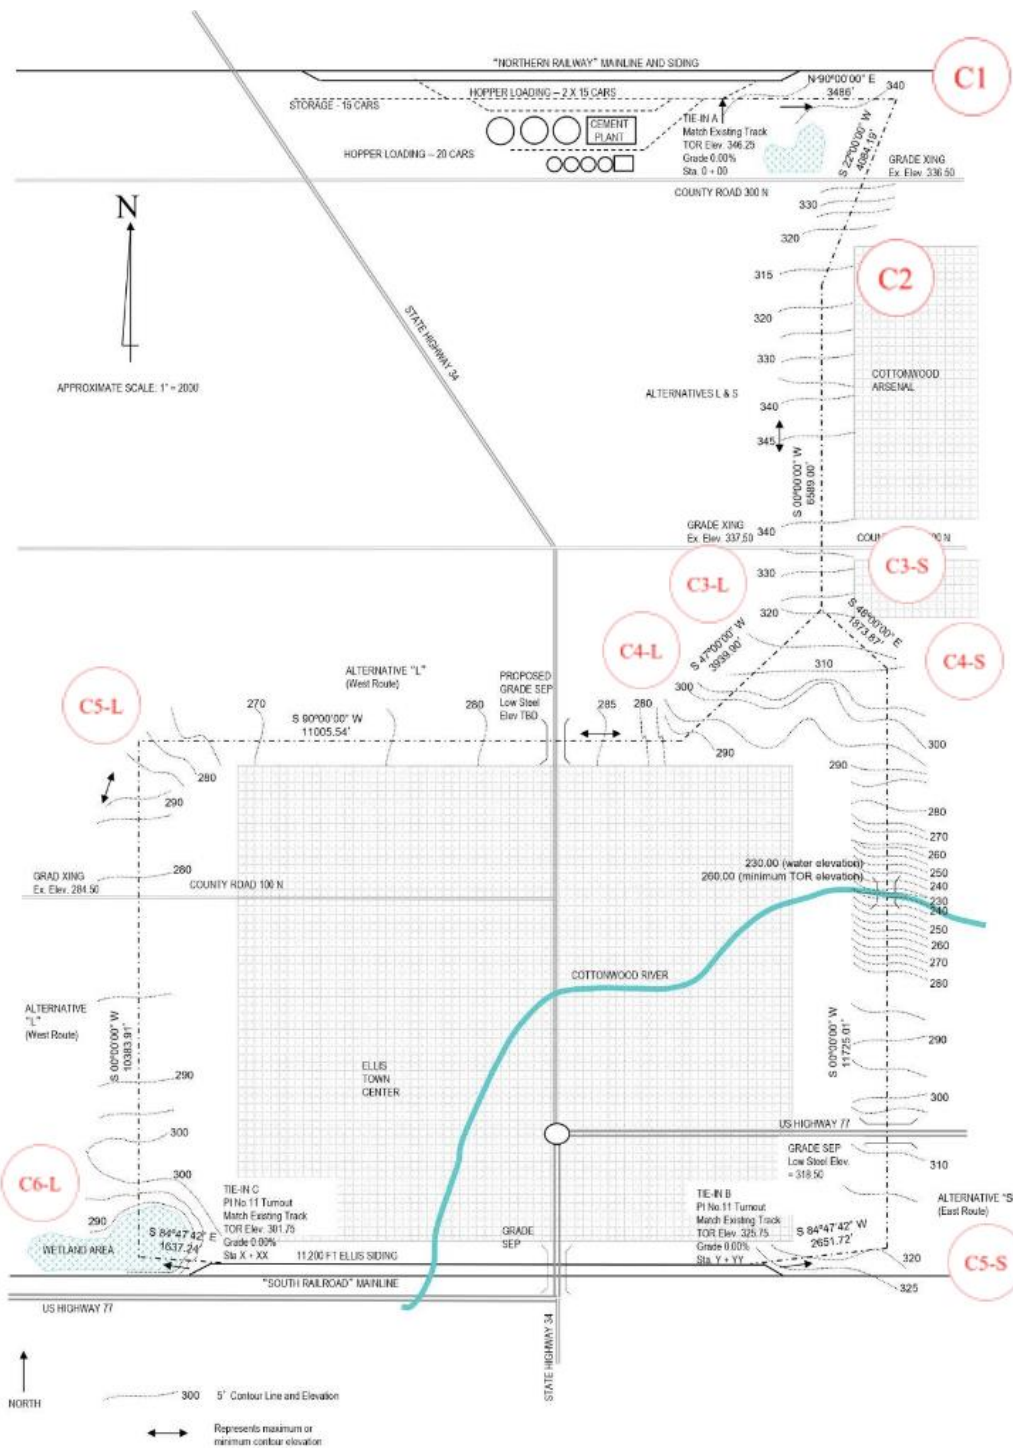 "NORTHERN RAILWAY" MAINLINE AND SIDING
C1
N 90°00'00" E
3486'
340
HOPPER LOADING – 2 X 15 CARS
STORAGE - 15 CARS
CEMENT
PLANT
TIE-IN A
Match Existing Track
TOR Elev. 346.25
Grade 0.00%
Sta. 0 + 00
S 22°00'00" W
4084.19'
HOPPER LOADING – 20 CARS
GRADE XING
Ex. Elev. 336.50
COUNTY ROAD 300 N
330
320
N
C2
315
320
STATE HIGHWAY 34
330
COTTONWOOD
ARSENAL
APPROXIMATE SCALE: 1" = 2000'
ALTERNATIVES L & S
340
345
S 00°00'00" W
6589.00'
GRADE XING
Ex. Elev. 337.50
340
COUN
00 N
C3-S
330
C3-L
320
S 48°00'00" E
1873.87'
S 47°00'00" W
3939.90'
C4-L
C4-S
310
ALTERNATIVE "L"
(West Route)
PROPOSED
GRADE SEP
Low Steel
Elev TBD
300
C5-L
270
280
285
280
S 90°00'00" W
11005.54'
300
290
290
280
290
280
270
260
250
240
230
240
250
260
270
280
230.00 (water elevation)
260.00 (minimum TOR elevation)
GRAD XING
Ex. Elev. 284.50
280
COUNTY ROAD 100 N
COTTONWOOD RIVER
ALTERNATIVE
"L"
(West Route)
S 00°00'00" W
10383.91'
S 00°00'00" W
11725.01'
290
ELLIS
TOWN
CENTER
290
300
300
US HIGHWAY 77
GRADE SEP
Low Steel Elev.
= 318.50
310
C6-L
300
TIE-IN C
PI No.11 Turnout
Match Existing Track
TOR Elev. 301.75
Grade 0.00%
Sta X + XX
TIE-IN B
PI No.11 Turnout
Match Existing Track
TOR Elev. 325.75
Grade 0.00%
Sta. Y + YY
ALTERNATIVE "S
(East Route)
290
S 84°47'42" E
1637.24'
WETLAND AREA
GRADE
SEP
S 84°47'42" W
2651.72'
320
C5-S
11,200 FT ELLIS SIDING
"SOUTH RAILROAD" MAINLINE
325
US HIGHWAY 77
STATE HIGHWAY 34
NORTH
300
5' Contour Line and Elevation
Represents maximum or
minimum contour elevation